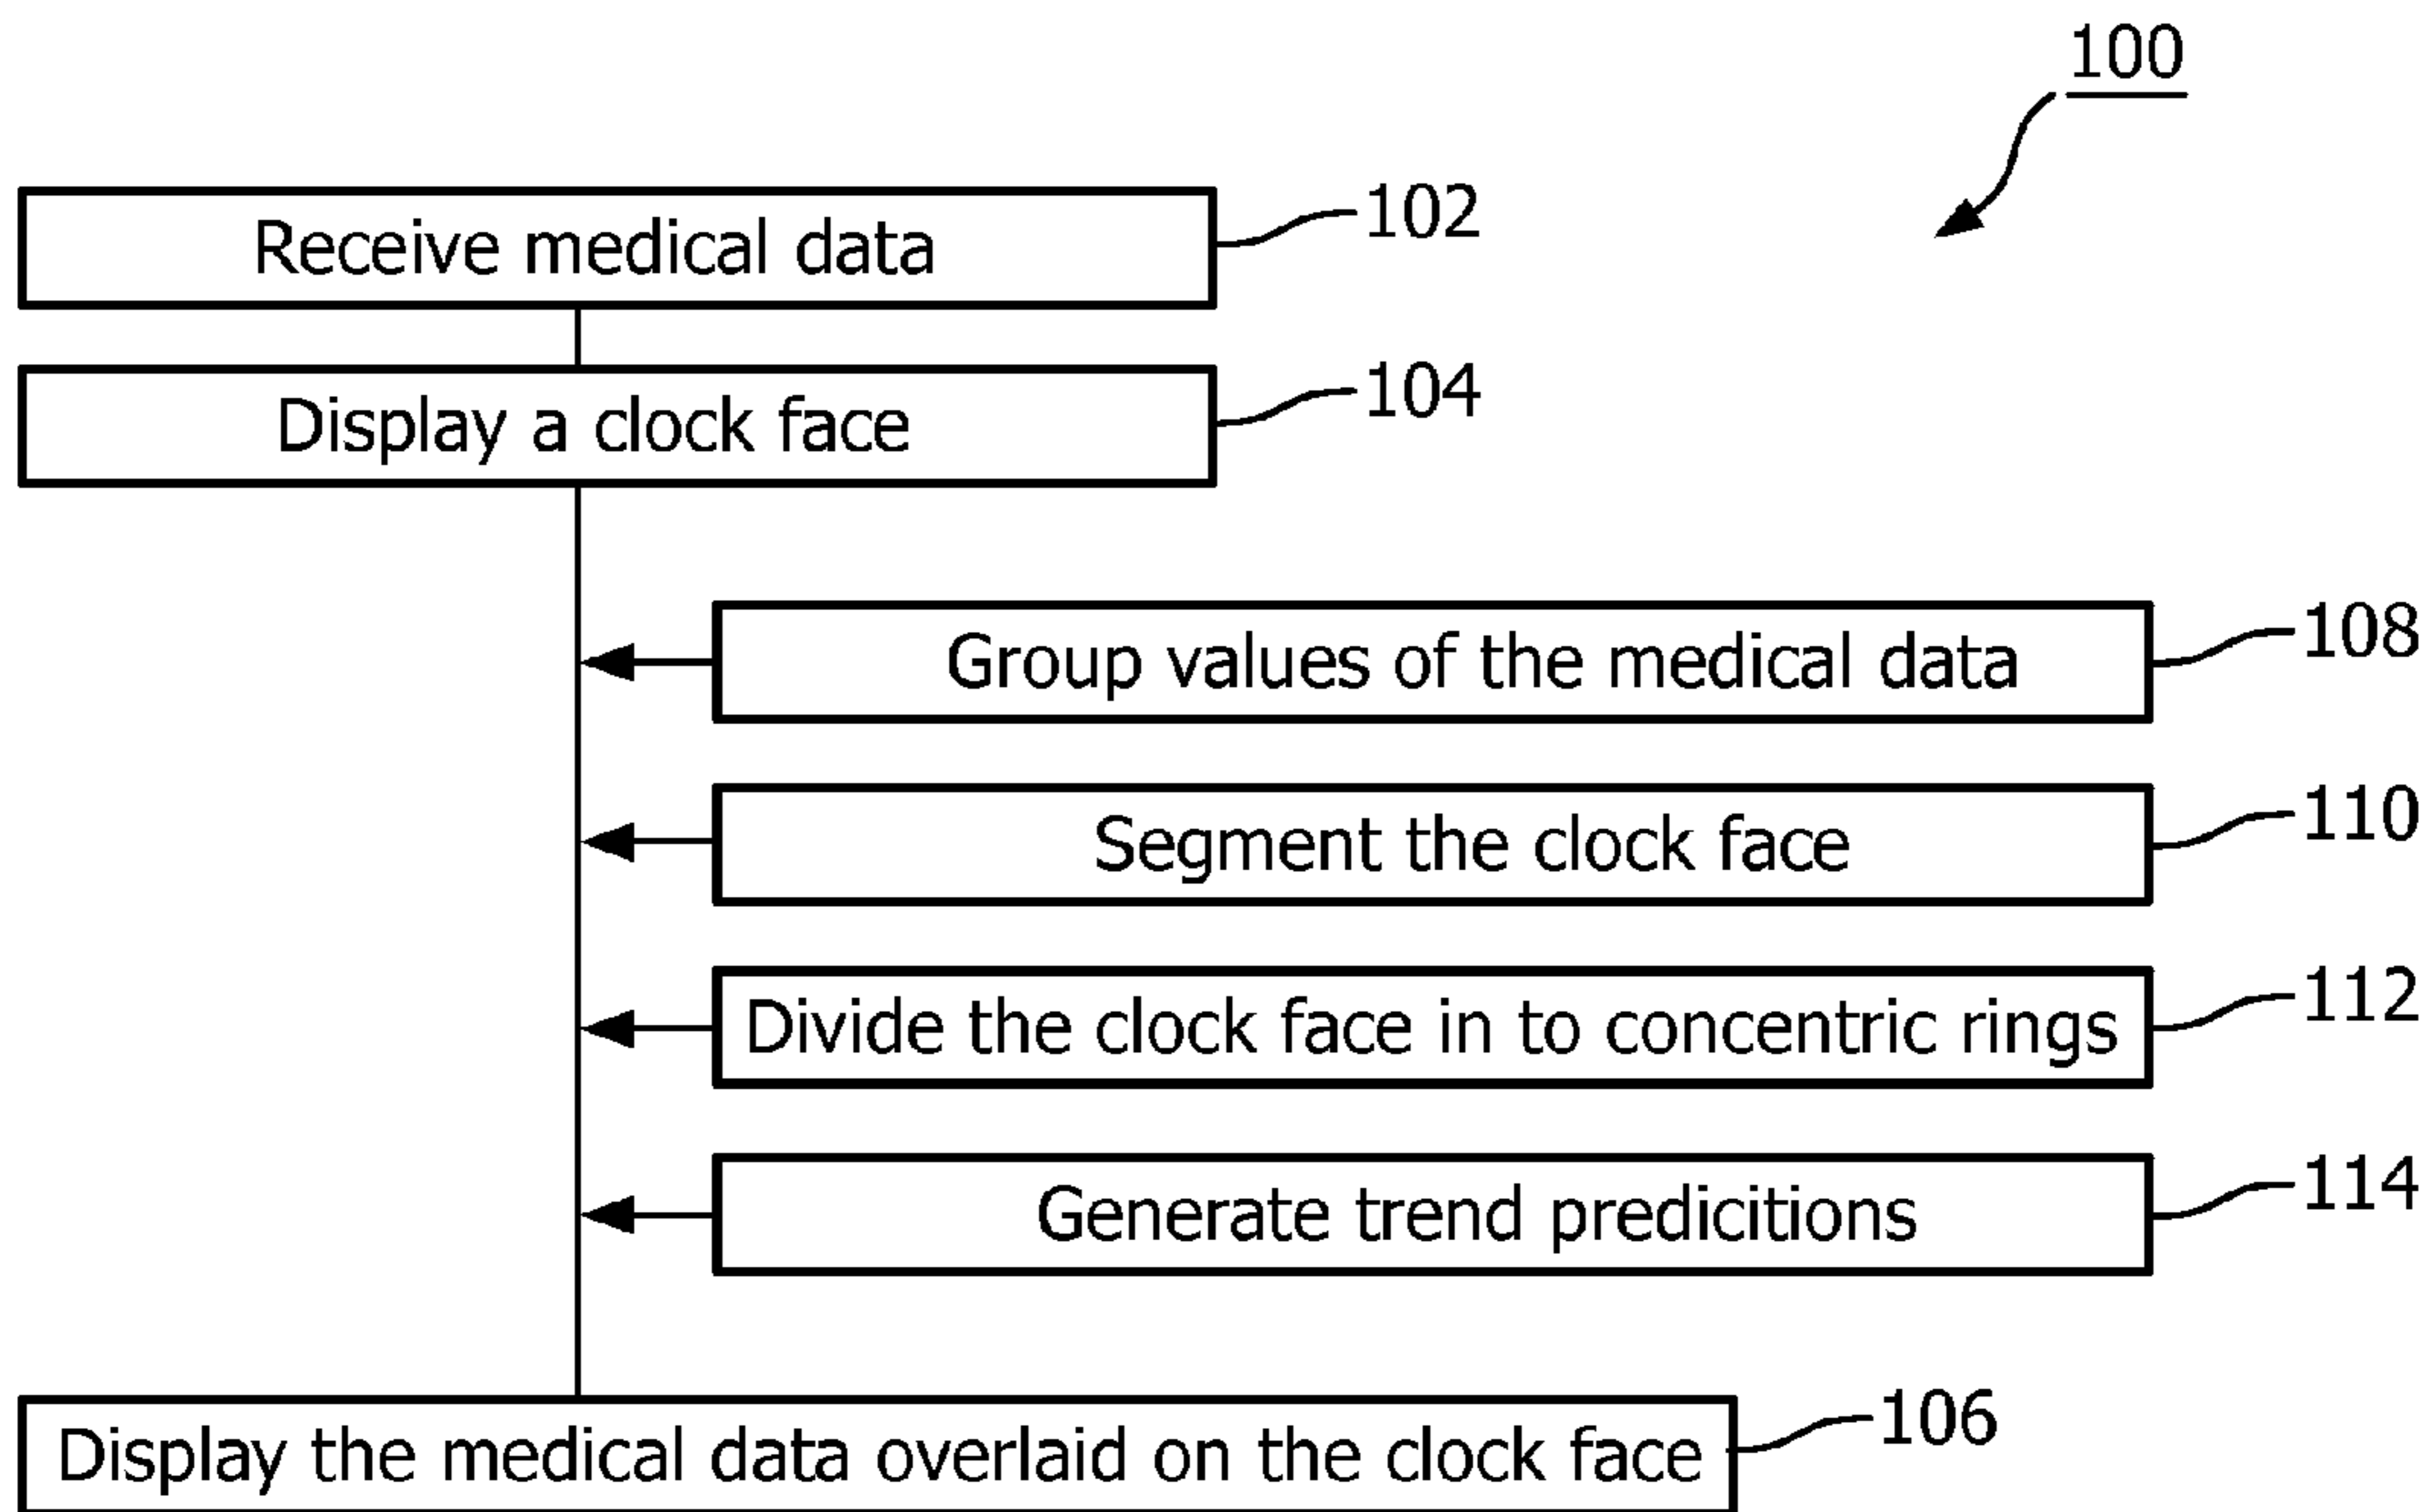 100
Receive medical data
102
Display a clock face
104
Group values of the medical data
108
Segment the clock face
110
Divide the clock face in to concentric rings
112
Generate trend predicitions
114
Display the medical data overlaid on the clock face
106